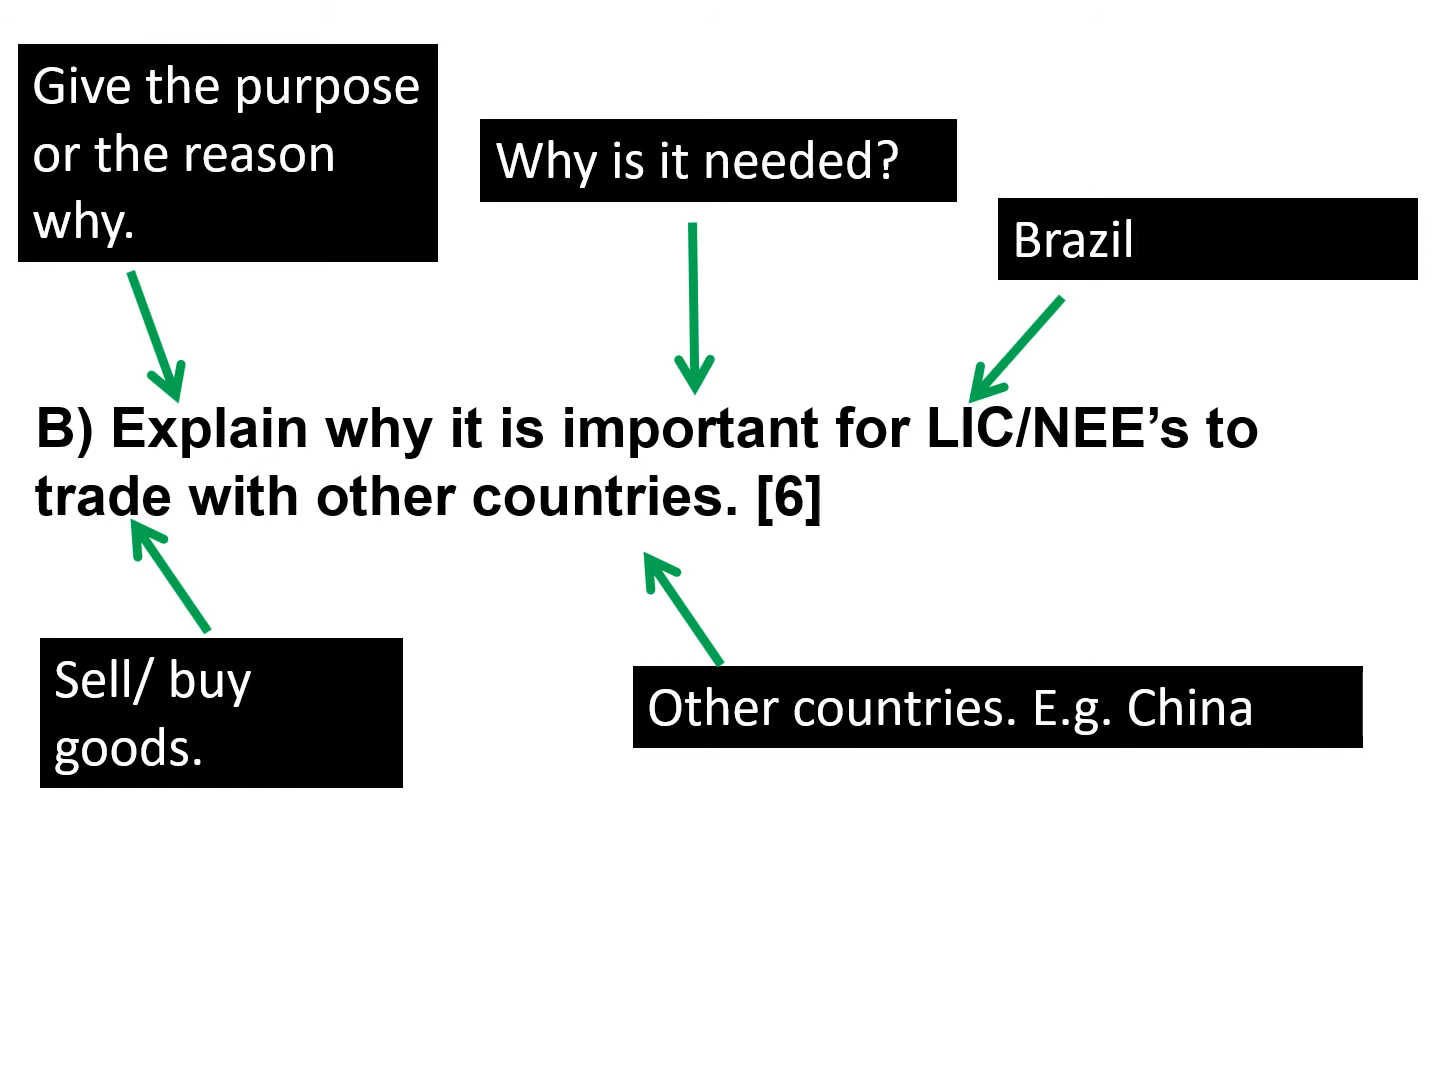 Give the purpose
or the reason
why.
Why is it needed?
Brazil
B) Explain why it is important for LIC/NEE’s to
trade with other countries. [6]
Sell/ buy
goods.
Other countries. E.g. China